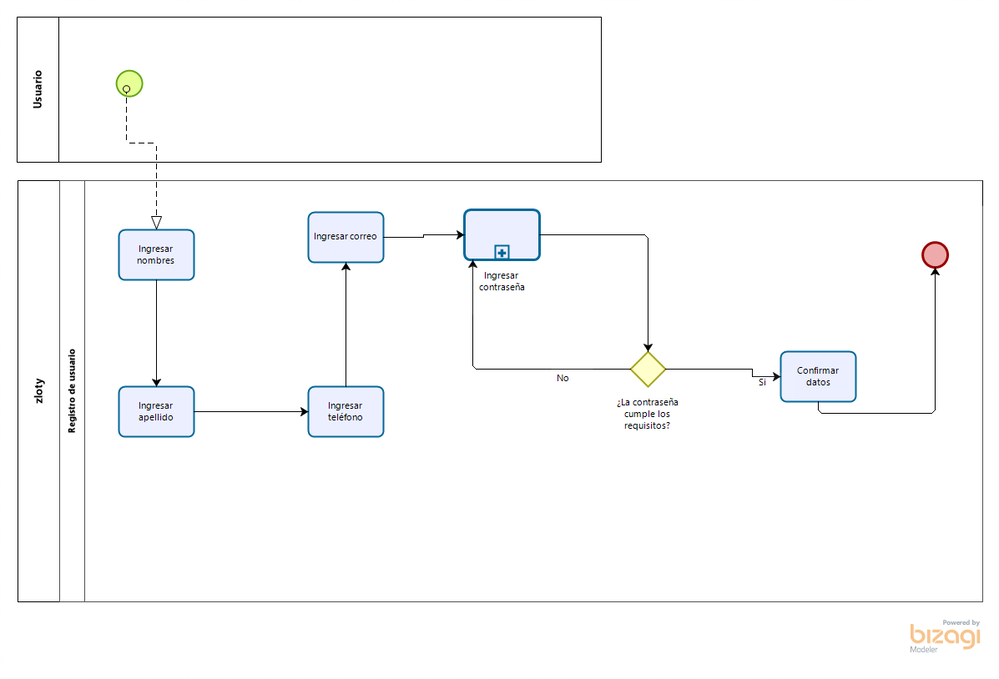 Usuario
zloty
Registro de usuario
Ingresar
nombres
Ingresar
apellido
Ingresar
teléfono
Ingresar correo
Ingresar
contraseña
No
¿La contraseña
cumple los
requisitos?
Si
Confirmar
datos
Powered by
bizagi
Modeler